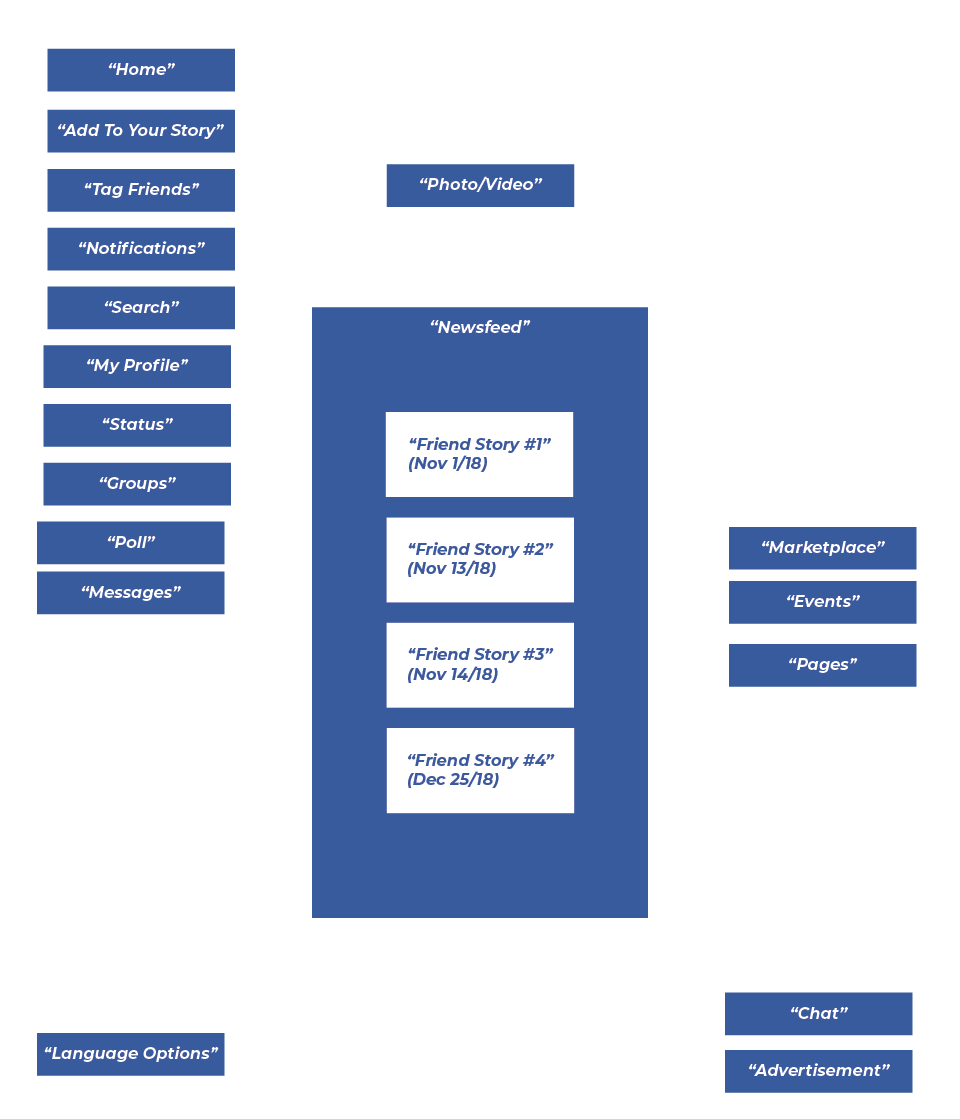 “Home”
“Add To Your Story”
“Tag Friends”
“Notifications”
“Search”
“My Profile”
“Status”
“Groups”
“Poll”
“Messages”
“Language Options”
“Photo/Video”
“Newsfeed”
“Friend Story #1”
(Nov 1/18)
“Friend Story #2”
(Nov 13/18)
“Friend Story #3”
(Nov 14/18)
“Friend Story #4”
(Dec 25/18)
“Marketplace”
“Events”
“Pages”
“Chat”
“Advertisement”